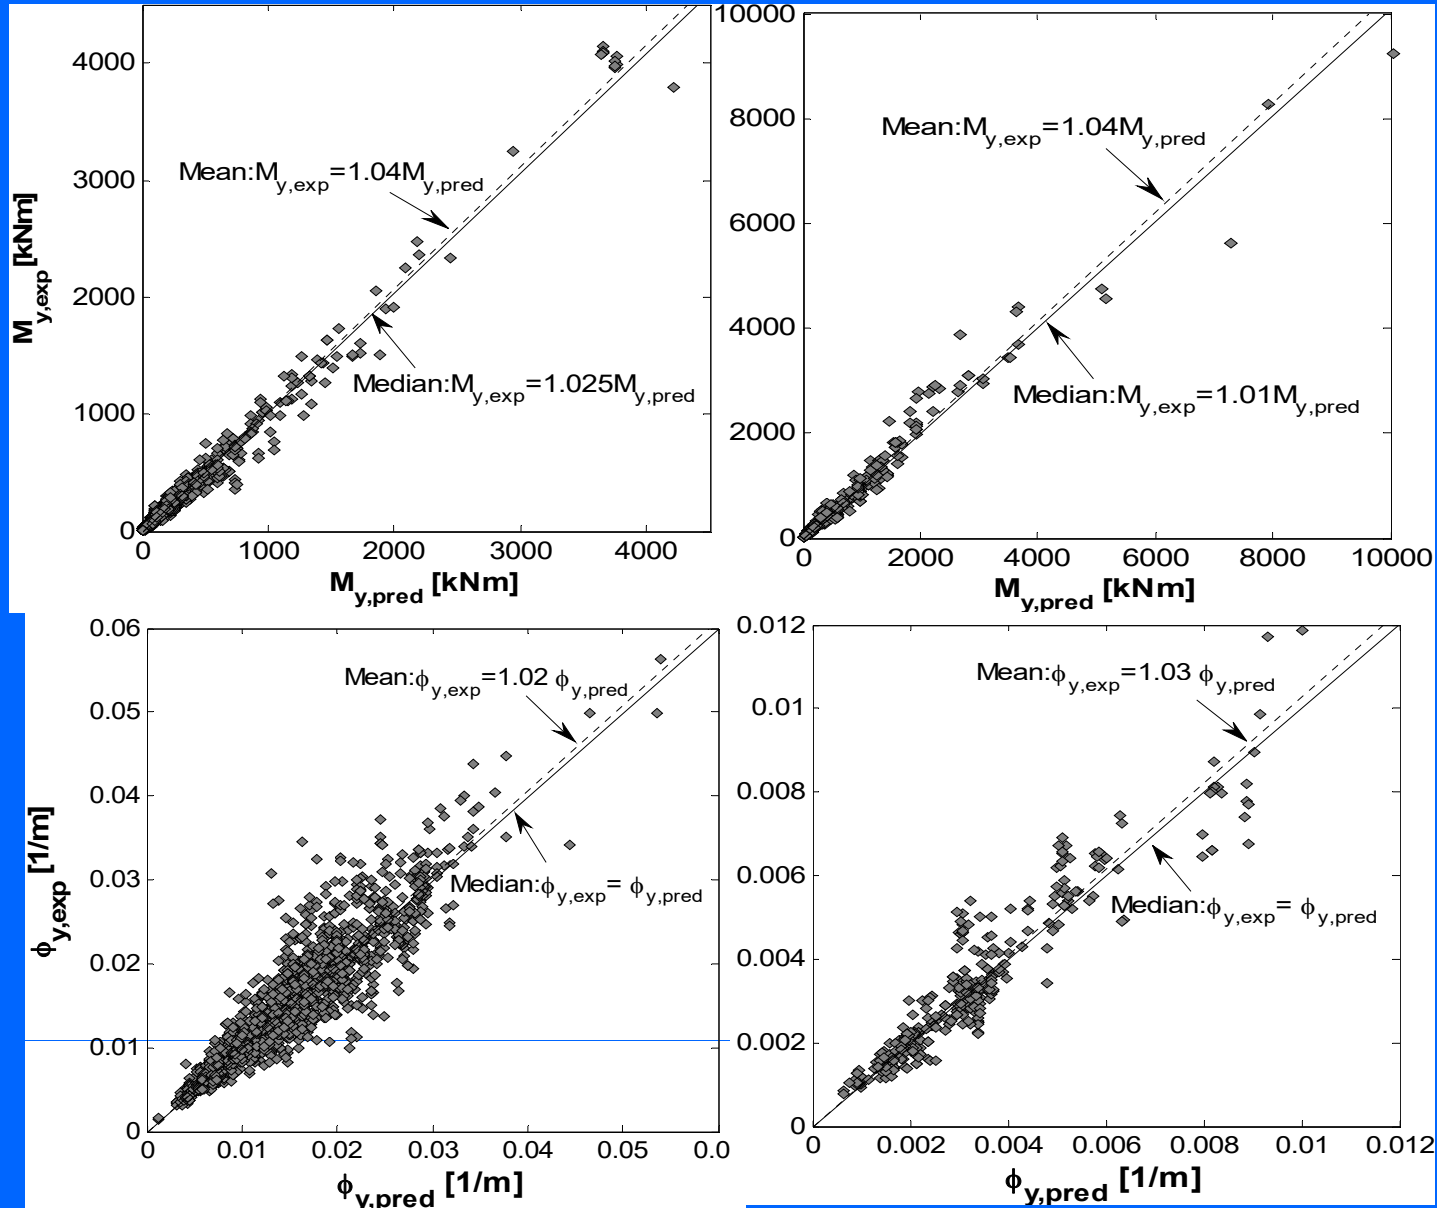 4000
3000
2000
1000
0
M y,exp [kNm]
Mean:My,exp=1.04My,pred
Median:My,exp=1.025My,pred
0 1000 2000 3000 4000
My,pred [kNm]
10000
8000
6000
4000
2000
0
Mean:My,exp=1.04My,pred
Median:My,exp=1.01My,pred
0 2000 4000 6000 8000 10000
My,pred [kNm]
0.06
0.05
0.04
0.03
0.02
0.01
0
ϕy,exp [1/m]
Mean:ϕy,exp=1.02 ϕy,pred
Median:ϕy,exp= ϕy,pred
0 0.01 0.02 0.03 0.04 0.05 0.0
ϕy,pred [1/m]
0.012
0.01
0.008
0.006
0.004
0.002
0
Mean:ϕy,exp=1.03 ϕy,pred
Median:ϕy,exp= ϕy,pred
0 0.002 0.004 0.006 0.008 0.01 0.012
ϕy,pred [1/m]